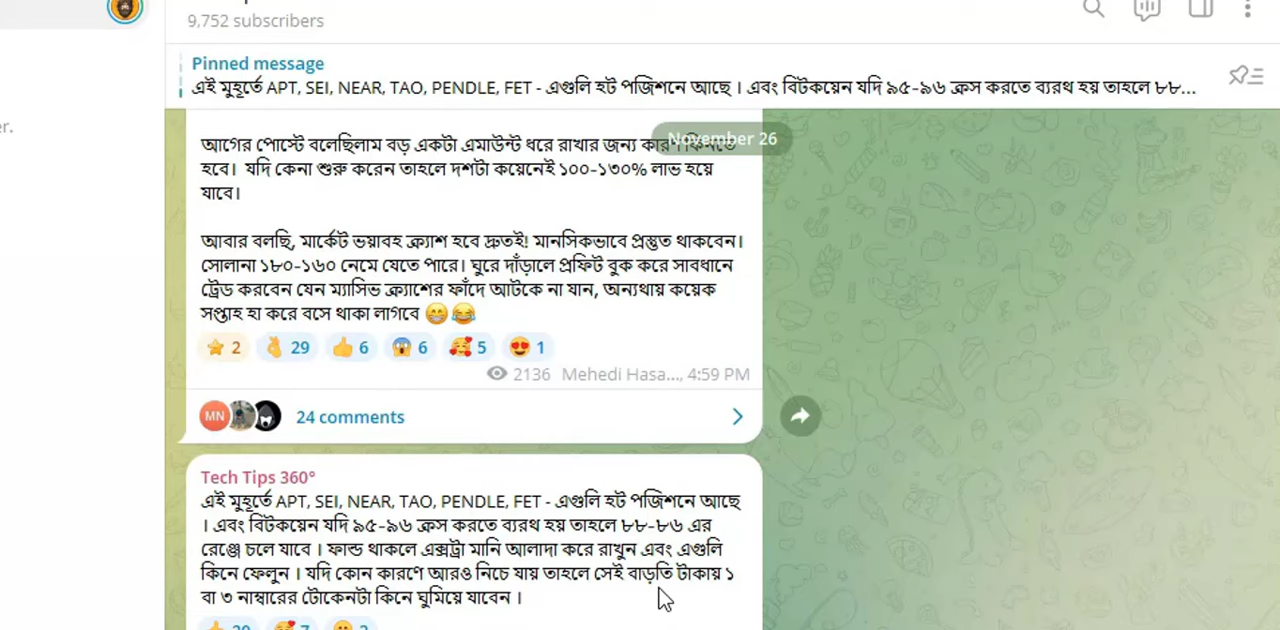 9,752 subscribers
Pinned message
এই মুহূর্তে APT, SEI, NEAR, TAO, PENDLE, FET - এগুলি হট পজিশনে আছে । এবং বিটকয়েন যদি ৯৫-৯৬ ক্রস করতে ব্যরথ হয় তাহলে ৮৮...
er.
November 26
আগের পোস্টে বলেছিলাম বড় একটা এমাউন্ট ধরে রাখার জন্য কারণ কিনতে
হবে। যদি কেনা শুরু করেন তাহলে দশটা কয়েনেই ১০০-১৩০% লাভ হয়ে
যাবে।
আবার বলছি, মার্কেট ভয়াবহ ক্র্যাশ হবে দ্রুতই! মানসিকভাবে প্রস্তুত থাকবেন।
সোলানা ১৮০-১৬০ নেমে যেতে পারে। ঘুরে দাঁড়ালে প্রফিট বুক করে সাবধানে
ট্রেড করবেন যেন ম্যাসিভ ক্র্যাশের ফাঁদে আটকে না যান, অন্যথায় কয়েক
সপ্তাহ হা করে বসে থাকা লাগবে 😁😂
⭐ 2 👌 29 👍 6 😱 6 🥰 5 😍 1
2136 Mehedi Hasa..., 4:59 PM
MN 24 comments
Tech Tips 360°
এই মুহূর্তে APT, SEI, NEAR, TAO, PENDLE, FET - এগুলি হট পজিশনে আছে
। এবং বিটকয়েন যদি ৯৫-৯৬ ক্রস করতে ব্যরথ হয় তাহলে ৮৮-৮৬ এর
রেঞ্জে চলে যাবে । ফান্ড থাকলে এক্সট্রা মানি আলাদা করে রাখুন এবং এগুলি
কিনে ফেলুন । যদি কোন কারণে আরও নিচে যায় তাহলে সেই বাড়তি টাকায় ১
বা ৩ নাম্বারের টোকেনটা কিনে ঘুমিয়ে যাবেন ।